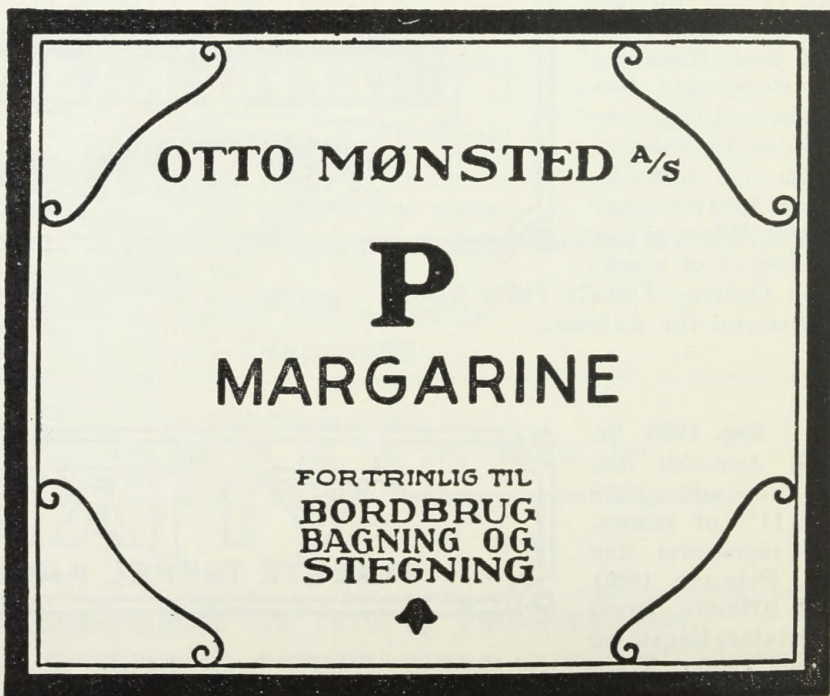 OTTO MØNSTED A/S
P
MARGARINE
FORTRINLIG TIL
BORDBRUG
BAGNING OG
STEGNING